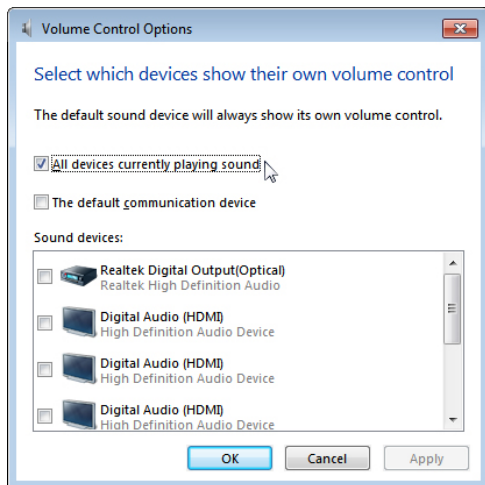 Volume Control Options
Select which devices show their own volume control
The default sound device will always show its own volume control.
All devices currently playing sound
The default communication device
Sound devices:
Realtek Digital Output(Optical)
Realtek High Definition Audio
Digital Audio (HDMI)
High Definition Audio Device
Digital Audio (HDMI)
High Definition Audio Device
Digital Audio (HDMI)
High Definition Audio Device
OK Cancel Apply